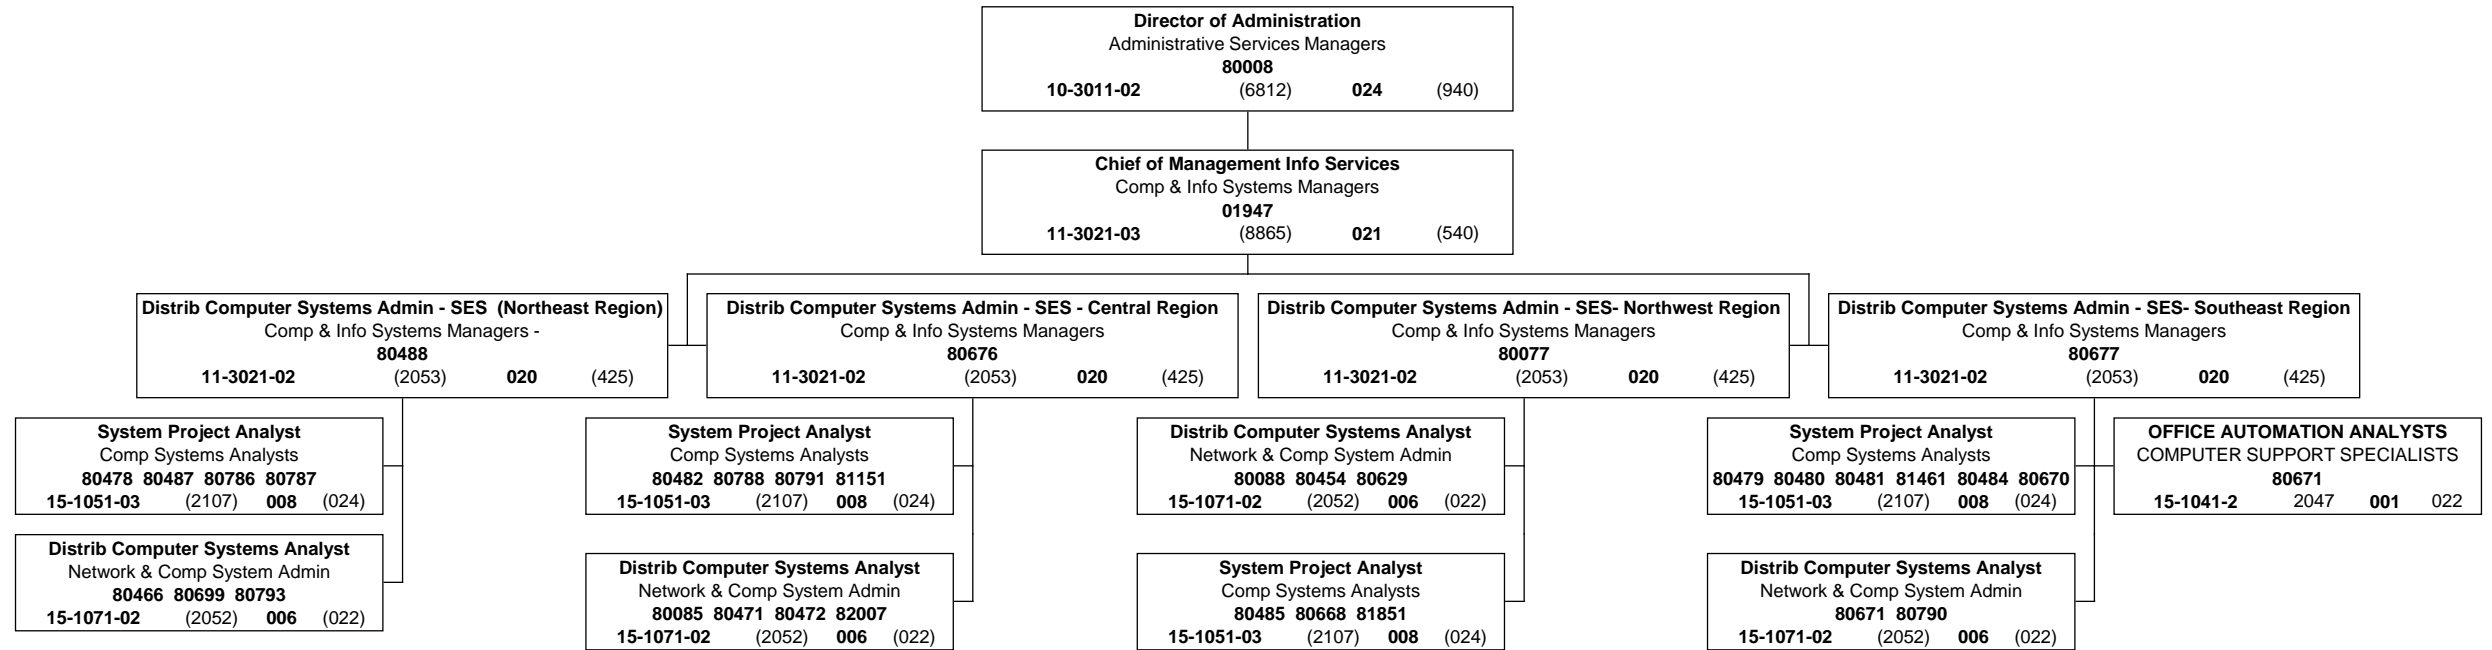 Director of Administration
Administrative Services Managers
80008
10-3011-02 (6812) 024 (940)
Chief of Management Info Services
Comp & Info Systems Managers
01947
11-3021-03 (8865) 021 (540)
Distrib Computer Systems Admin - SES (Northeast Region)
Comp & Info Systems Managers -
80488
11-3021-02 (2053) 020 (425)
Distrib Computer Systems Admin - SES - Central Region
Comp & Info Systems Managers
80676
11-3021-02 (2053) 020 (425)
Distrib Computer Systems Admin - SES- Northwest Region
Comp & Info Systems Managers
80077
11-3021-02 (2053) 020 (425)
Distrib Computer Systems Admin - SES- Southeast Region
Comp & Info Systems Managers
80677
11-3021-02 (2053) 020 (425)
System Project Analyst
Comp Systems Analysts
80478 80487 80786 80787
15-1051-03 (2107) 008 (024)
Distrib Computer Systems Analyst
Network & Comp System Admin
80466 80699 80793
15-1071-02 (2052) 006 (022)
System Project Analyst
Comp Systems Analysts
80482 80788 80791 81151
15-1051-03 (2107) 008 (024)
Distrib Computer Systems Analyst
Network & Comp System Admin
80085 80471 80472 82007
15-1071-02 (2052) 006 (022)
Distrib Computer Systems Analyst
Network & Comp System Admin
80088 80454 80629
15-1071-02 (2052) 006 (022)
System Project Analyst
Comp Systems Analysts
80485 80668 81851
15-1051-03 (2107) 008 (024)
System Project Analyst
Comp Systems Analysts
80479 80480 80481 81461 80484 80670
15-1051-03 (2107) 008 (024)
OFFICE AUTOMATION ANALYSTS
COMPUTER SUPPORT SPECIALISTS
80671
15-1041-2 2047 001 022
Distrib Computer Systems Analyst
Network & Comp System Admin
80671 80790
15-1071-02 (2052) 006 (022)